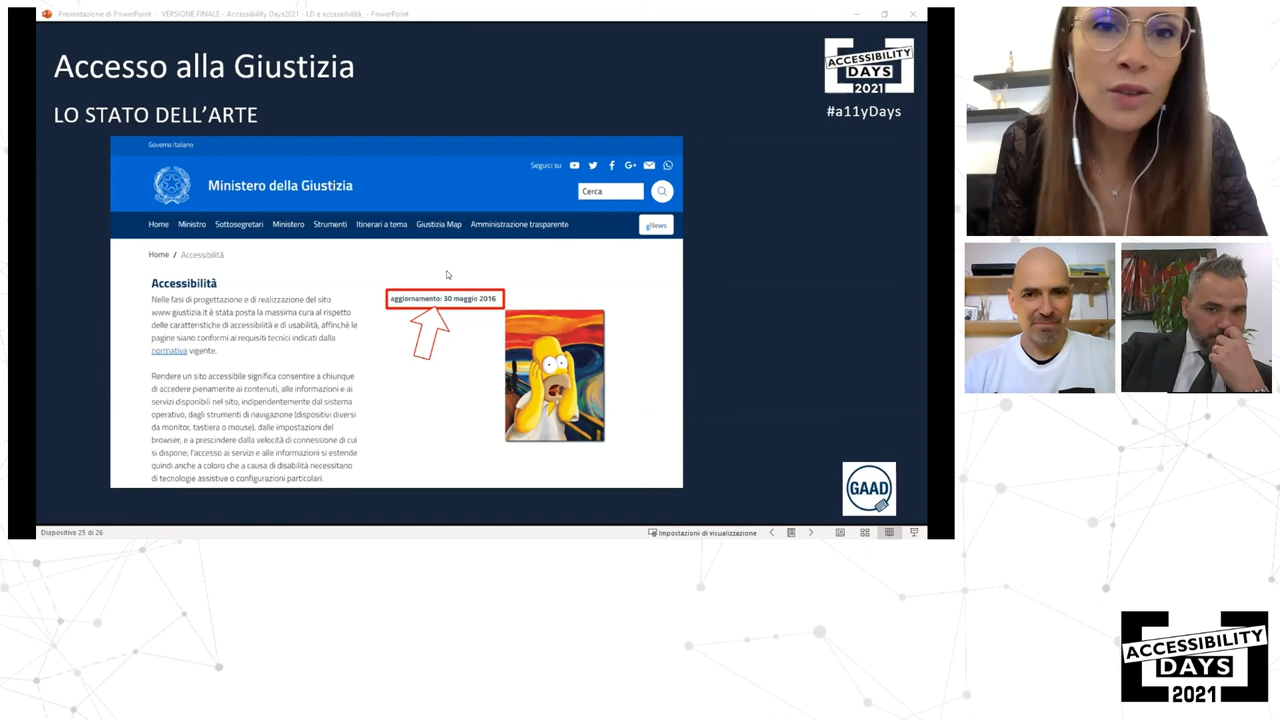 Presentazione di PowerPoint - VERSIONE FINALE - Accessibility Days2021 - LD e accessibilità_ - PowerPoint
Accesso alla Giustizia
LO STATO DELL’ARTE
ACCESSIBILITY
DAYS
2021
#a11yDays
Governo Italiano
Seguici su
Ministero della Giustizia
Cerca
Home Ministro Sottosegretari Ministero Strumenti Itinerari a tema Giustizia Map Amministrazione trasparente
gNews
Home / Accessibilità
Accessibilità
Nelle fasi di progettazione e di realizzazione del sito
www.giustizia.it è stata posta la massima cura al rispetto
delle caratteristiche di accessibilità e di usabilità, affinché le
pagine siano conformi ai requisiti tecnici indicati dalla
normativa vigente.
aggiornamento: 30 maggio 2016
Rendere un sito accessibile significa consentire a chiunque
di accedere pienamente ai contenuti, alle informazioni e ai
servizi disponibili nel sito, indipendentemente dal sistema
operativo, dagli strumenti di navigazione (dispositivi diversi
da monitor, tastiera o mouse), dalle impostazioni del
browser, e a prescindere dalla velocità di connessione di cui
si dispone; l'accesso ai servizi e alle informazioni si estende
quindi anche a coloro che a causa di disabilità necessitano
di tecnologie assistive o configurazioni particolari.
GAAD
Diapositiva 25 di 26
Impostazioni di visualizzazione
ACCESSIBILITY
DAYS
2021